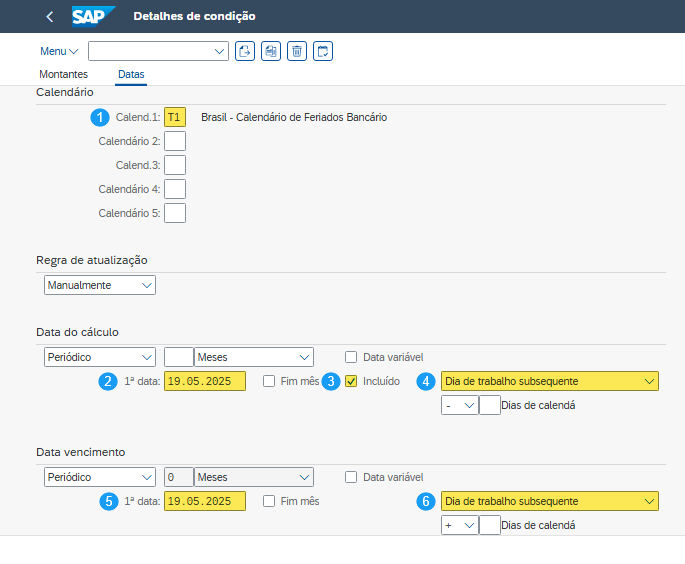 SAP Detalhes de condição
Menu
Montantes Datas
Calendário
1 Calend.1: T1 Brasil - Calendário de Feriados Bancário
Calendário 2:
Calend.3:
Calendário 4:
Calendário 5:
Regra de atualização
Manualmente
Data do cálculo
Periódico Meses Data variável
2 1ª data: 19.05.2025 Fim mês 3 Incluído 4 Dia de trabalho subsequente
- Dias de calendá
Data vencimento
Periódico 0 Meses Data variável
5 1ª data: 19.05.2025 Fim mês 6 Dia de trabalho subsequente
+ Dias de calendá